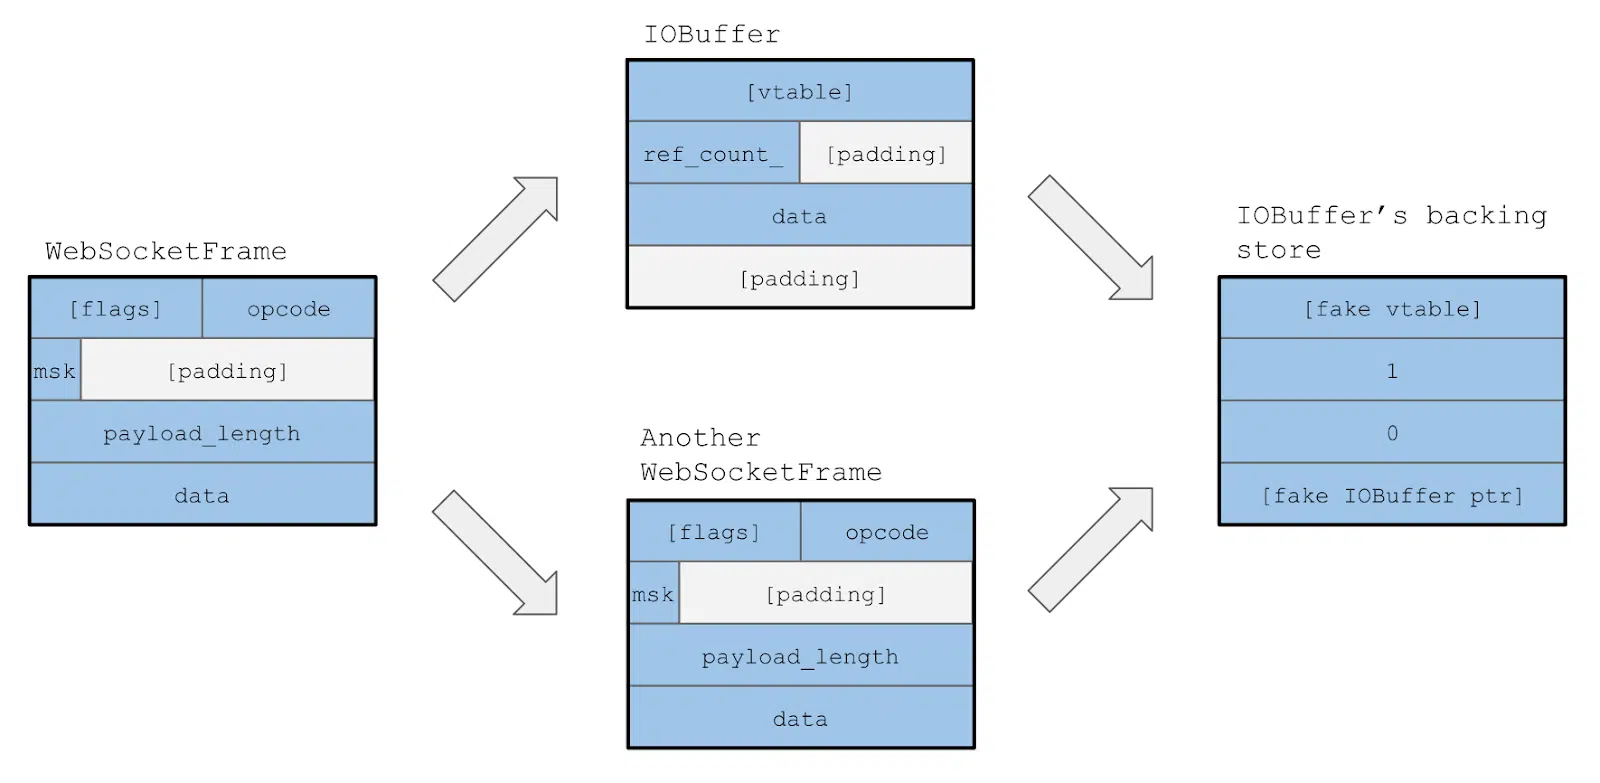 WebSocketFrame
[flags] opcode
msk [padding]
payload_length
data
IOBuffer
[vtable]
ref_count_ [padding]
data
[padding]
Another
WebSocketFrame
[flags] opcode
msk [padding]
payload_length
data
IOBuffer’s backing
store
[fake vtable]
1
0
[fake IOBuffer ptr]